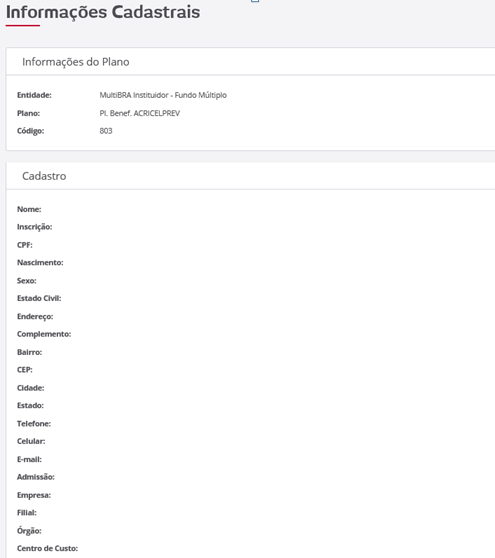 Informações Cadastrais
Informações do Plano
Entidade: MultiBRA Instituidor - Fundo Múltiplo
Plano: Pl. Benef. ACRICELPREV
Código: 803
Cadastro
Nome:
Inscrição:
CPF:
Nascimento:
Sexo:
Estado Civil:
Endereço:
Complemento:
Bairro:
CEP:
Cidade:
Estado:
Telefone:
Celular:
E-mail:
Admissão:
Empresa:
Filial:
Órgão:
Centro de Custo: